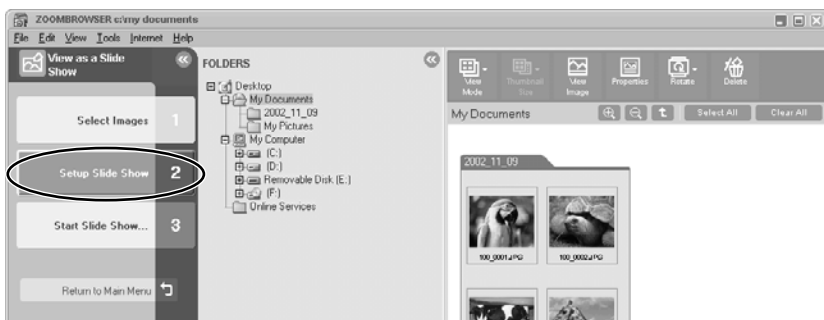 ZOOMBROWSER c:\my documents
File Edit View Tools Internet Help
View as a Slide
Show
Select Images 1
Setup Slide Show 2
Start Slide Show... 3
Return to Main Menu
FOLDERS
Desktop
My Documents
2002_11_09
My Pictures
My Computer
(C:)
(D:)
Removable Disk (E:)
(F:)
Online Services
View
Mode
Thumbnail
Size
View
Image
Properties
Rotate
Delete
My Documents
Select All
Clear All
2002_11_09
100_0001.JPG
100_0002.JPG